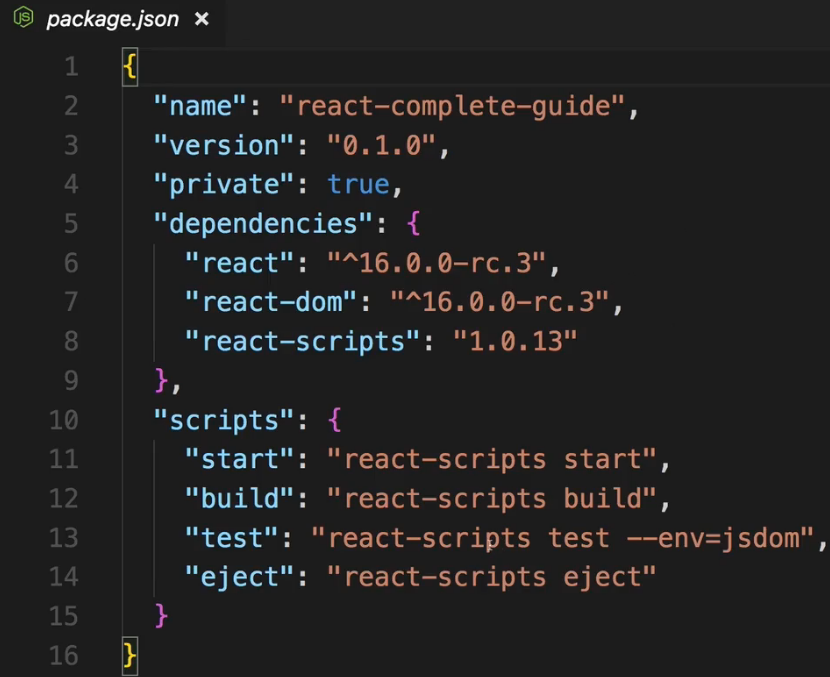 package.json ×
1 {
2 "name": "react-complete-guide",
3 "version": "0.1.0",
4 "private": true,
5 "dependencies": {
6 "react": "^16.0.0-rc.3",
7 "react-dom": "^16.0.0-rc.3",
8 "react-scripts": "1.0.13"
9 },
10 "scripts": {
11 "start": "react-scripts start",
12 "build": "react-scripts build",
13 "test": "react-scripts test --env=jsdom",
14 "eject": "react-scripts eject"
15 }
16 }